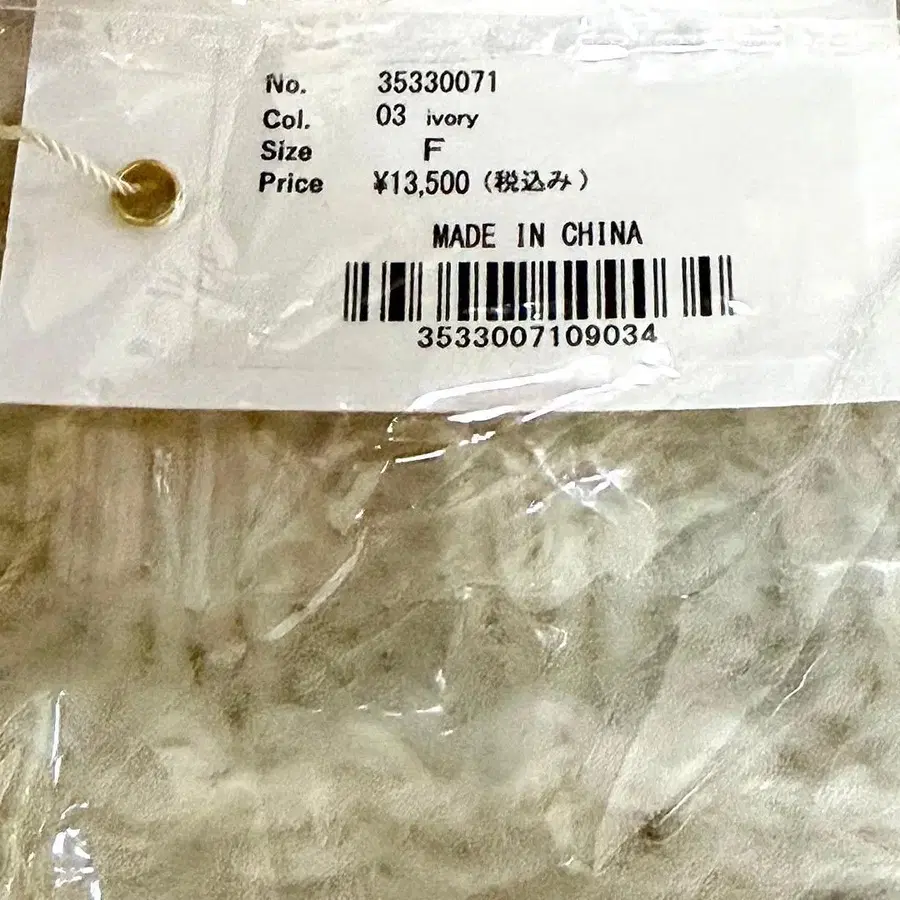 No. 35330071
Col. 03 ivory
Size F
Price ¥13,500 (税込み)
MADE IN CHINA
3533007109034